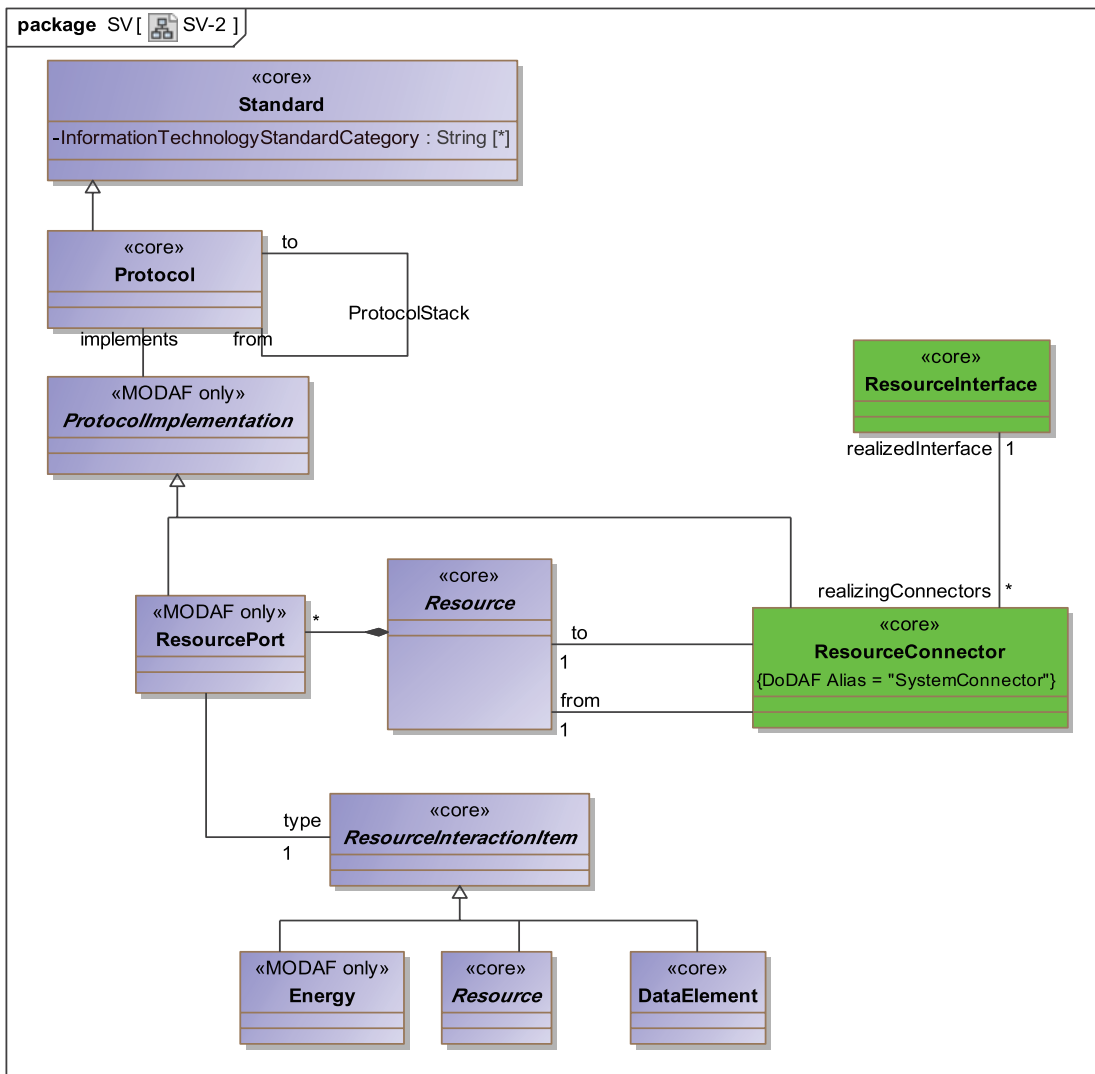 package SV [ SV-2 ]
«core»
Standard
-InformationTechnologyStandardCategory : String [*]
«core»
Protocol
to
ProtocolStack
implements
from
«MODAF only»
ProtocolImplementation
«core»
ResourceInterface
realizedInterface
1
realizingConnectors
*
«MODAF only»
ResourcePort
*
«core»
Resource
to
1
from
1
«core»
ResourceConnector
{DoDAF Alias = "SystemConnector"}
type
1
«core»
ResourceInteractionItem
«MODAF only»
Energy
«core»
Resource
«core»
DataElement